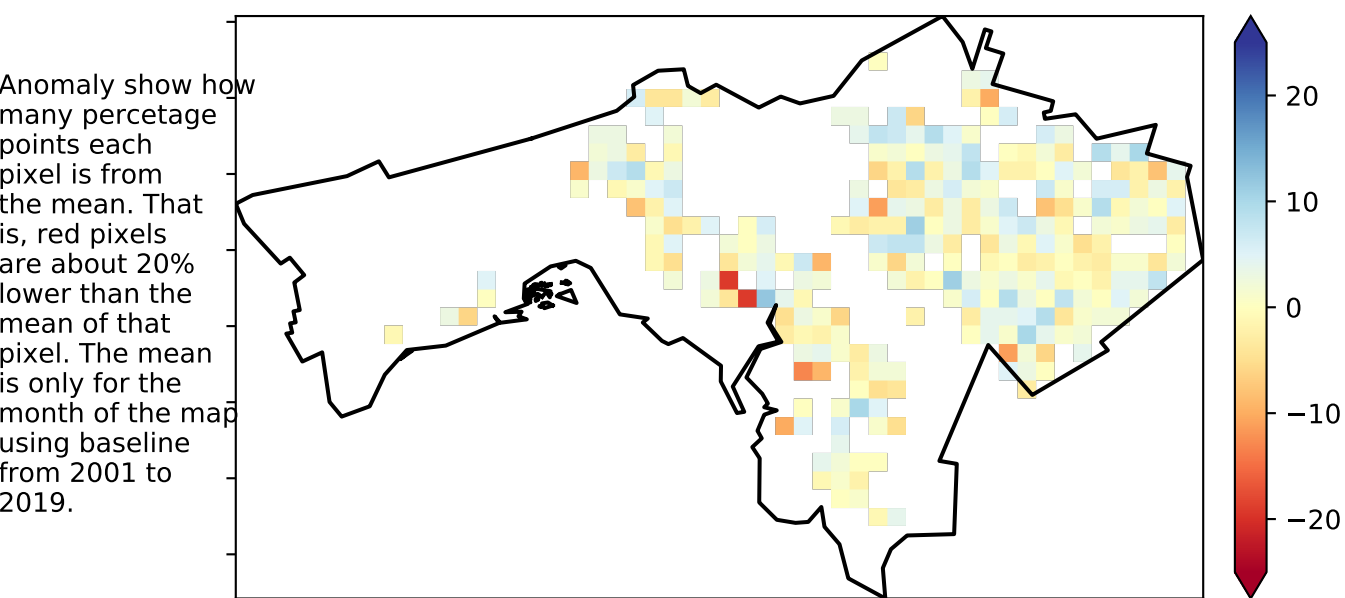 Anomaly show how
many percetage
points each
pixel is from
the mean. That
is, red pixels
are about 20%
lower than the
mean of that
pixel. The mean
is only for the
month of the map
using baseline
from 2001 to
2019.
20
10
0
−10
−20